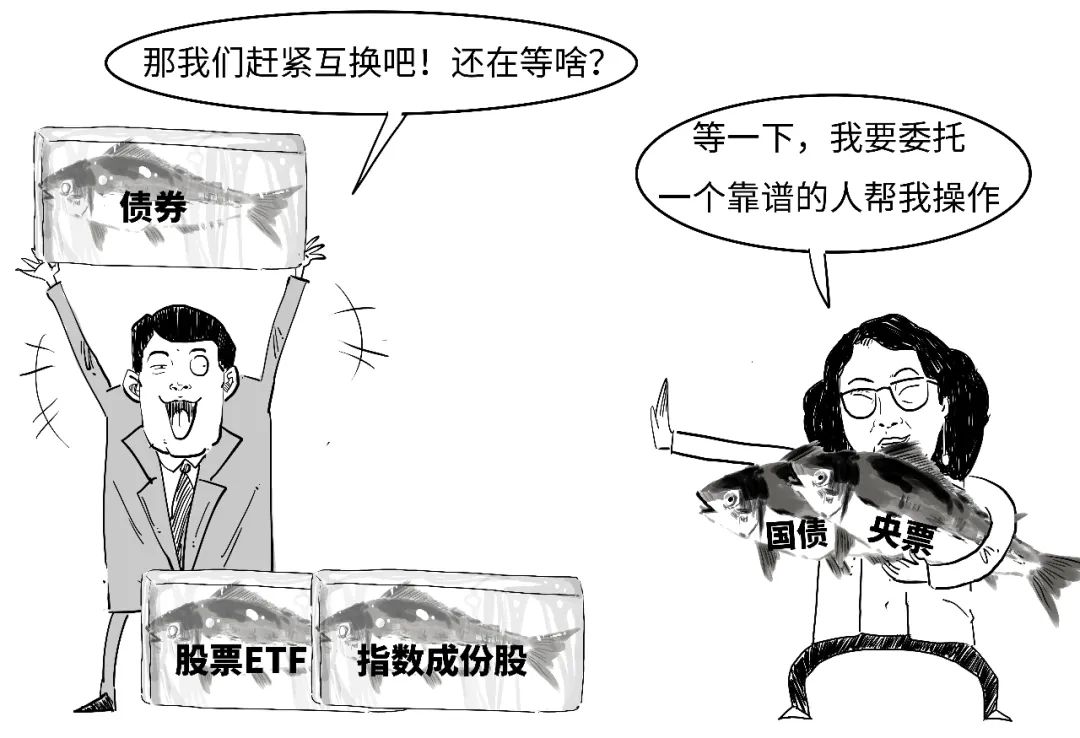 那我们赶紧互换吧！还在等啥？
等一下，我要委托
一个靠谱的人帮我操作
债券
国债
央票
股票ETF
指数成份股